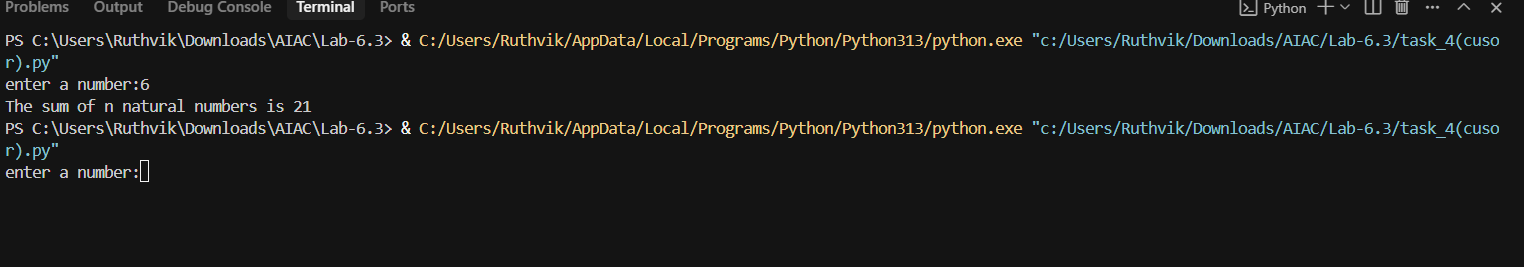 Problems Output Debug Console Terminal Ports Python
PS C:\Users\Ruthvik\Downloads\AIAC\Lab-6.3> & C:/Users/Ruthvik/AppData/Local/Programs/Python/Python313/python.exe "c:/Users/Ruthvik/Downloads/AIAC/Lab-6.3/task_4(cuso
r).py"
enter a number:6
The sum of n natural numbers is 21
PS C:\Users\Ruthvik\Downloads\AIAC\Lab-6.3> & C:/Users/Ruthvik/AppData/Local/Programs/Python/Python313/python.exe "c:/Users/Ruthvik/Downloads/AIAC/Lab-6.3/task_4(cuso
r).py"
enter a number: